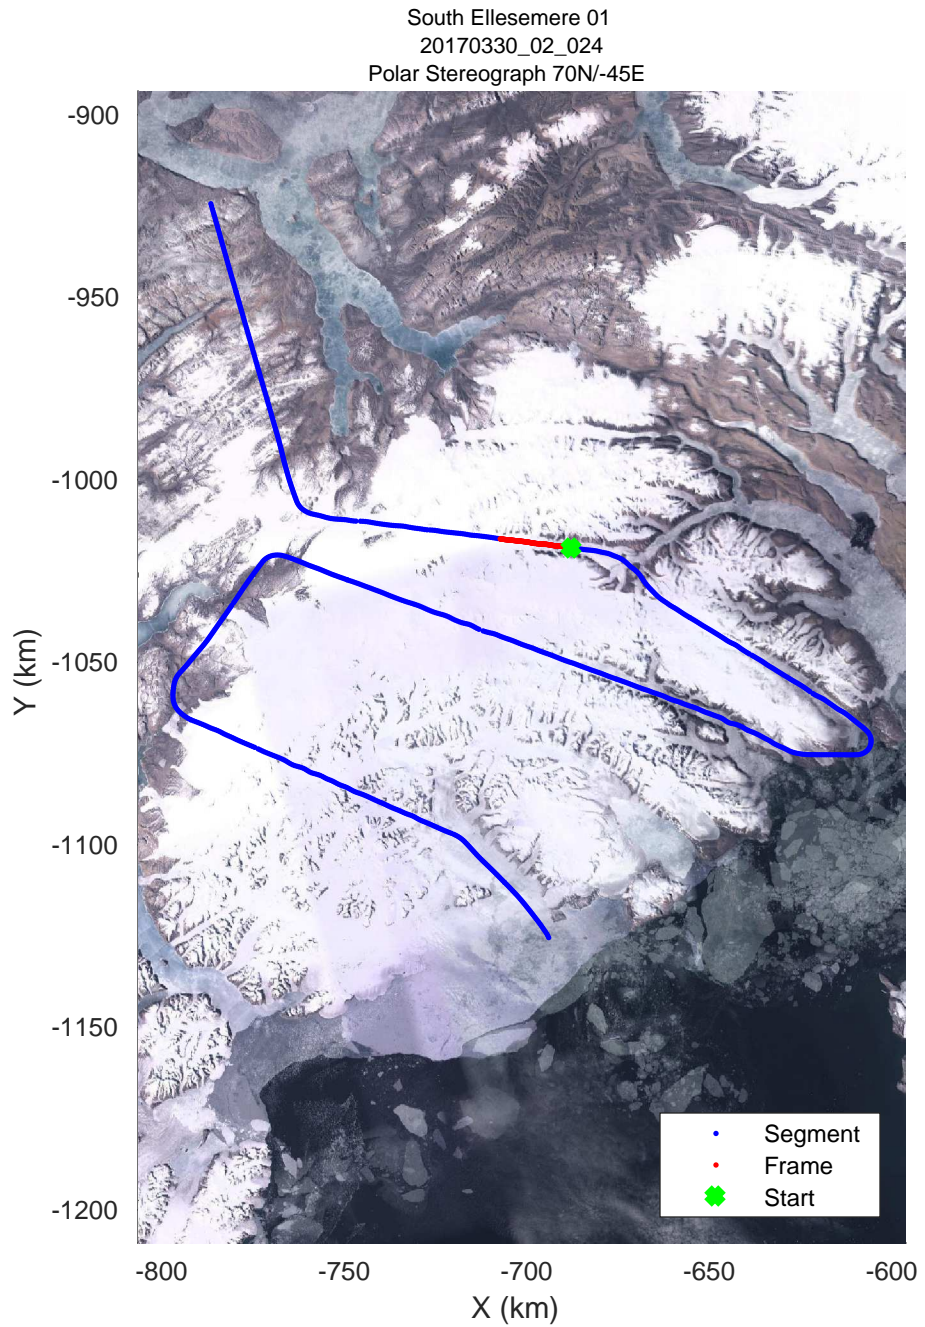 South Ellesemere 01
20170330_02_024
Polar Stereograph 70N/-45E
-900
-950
-1000
-1050
-1100
-1150
-1200
Y (km)
Segment
Frame
Start
-800 -750 -700 -650 -600
X (km)